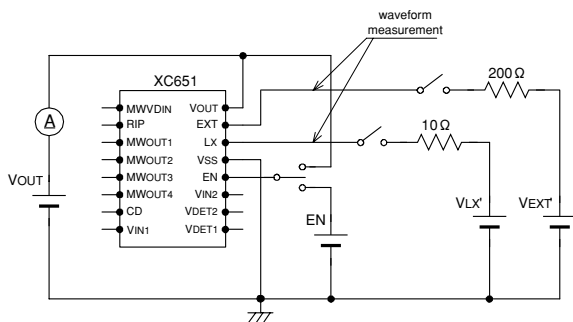 waveform
measurement
XC651
200Ω
MWVDIN
VOUT
RIP
EXT
A
MWOUT1
LX
10Ω
MWOUT2
VSS
VOUT
MWOUT3
EN
MWOUT4
VIN2
CD
VDET2
EN
VLX'
VEXT'
VIN1
VDET1